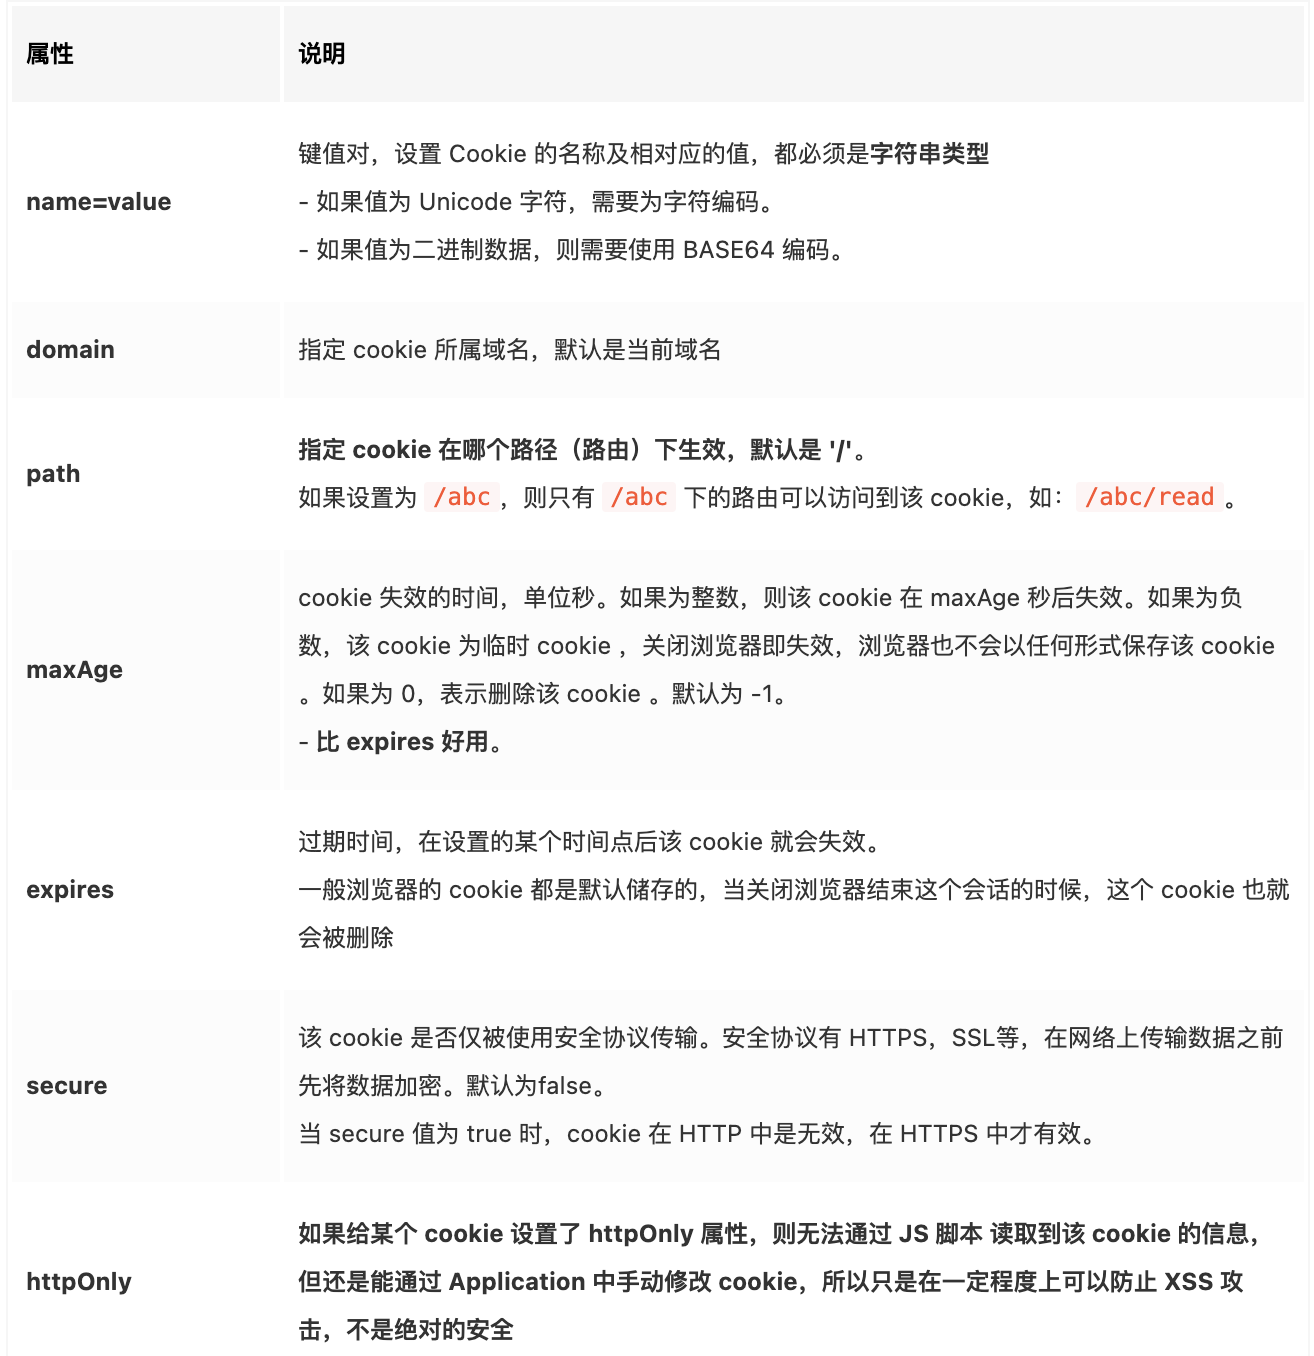 属性
说明
name=value
键值对，设置 Cookie 的名称及相对应的值，都必须是字符串类型
- 如果值为 Unicode 字符，需要为字符编码。
- 如果值为二进制数据，则需要使用 BASE64 编码。
domain
指定 cookie 所属域名，默认是当前域名
path
指定 cookie 在哪个路径（路由）下生效，默认是 '/'。
如果设置为 /abc，则只有 /abc 下的路由可以访问到该 cookie，如：/abc/read。
maxAge
cookie 失效的时间，单位秒。如果为整数，则该 cookie 在 maxAge 秒后失效。如果为负
数，该 cookie 为临时 cookie ，关闭浏览器即失效，浏览器也不会以任何形式保存该 cookie
。如果为 0，表示删除该 cookie 。默认为 -1。
- 比 expires 好用。
expires
过期时间，在设置的某个时间点后该 cookie 就会失效。
一般浏览器的 cookie 都是默认储存的，当关闭浏览器结束这个会话的时候，这个 cookie 也就
会被删除
secure
该 cookie 是否仅被使用安全协议传输。安全协议有 HTTPS，SSL等，在网络上传输数据之前
先将数据加密。默认为false。
当 secure 值为 true 时，cookie 在 HTTP 中是无效，在 HTTPS 中才有效。
httpOnly
如果给某个 cookie 设置了 httpOnly 属性，则无法通过 JS 脚本 读取到该 cookie 的信息，
但还是能通过 Application 中手动修改 cookie，所以只是在一定程度上可以防止 XSS 攻
击，不是绝对的安全